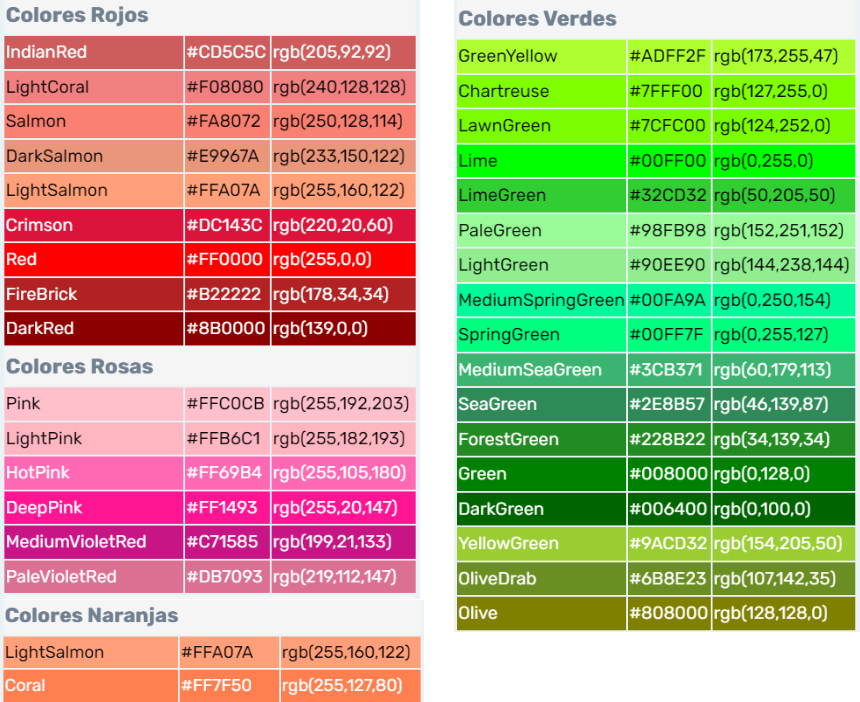 Colores Rojos
IndianRed #CD5C5C rgb(205,92,92)
LightCoral #F08080 rgb(240,128,128)
Salmon #FA8072 rgb(250,128,114)
DarkSalmon #E9967A rgb(233,150,122)
LightSalmon #FFA07A rgb(255,160,122)
Crimson #DC143C rgb(220,20,60)
Red #FF0000 rgb(255,0,0)
FireBrick #B22222 rgb(178,34,34)
DarkRed #8B0000 rgb(139,0,0)
Colores Rosas
Pink #FFC0CB rgb(255,192,203)
LightPink #FFB6C1 rgb(255,182,193)
HotPink #FF69B4 rgb(255,105,180)
DeepPink #FF1493 rgb(255,20,147)
MediumVioletRed #C71585 rgb(199,21,133)
PaleVioletRed #DB7093 rgb(219,112,147)
Colores Naranjas
LightSalmon #FFA07A rgb(255,160,122)
Coral #FF7F50 rgb(255,127,80)
Colores Verdes
GreenYellow #ADFF2F rgb(173,255,47)
Chartreuse #7FFF00 rgb(127,255,0)
LawnGreen #7CFC00 rgb(124,252,0)
Lime #00FF00 rgb(0,255,0)
LimeGreen #32CD32 rgb(50,205,50)
PaleGreen #98FB98 rgb(152,251,152)
LightGreen #90EE90 rgb(144,238,144)
MediumSpringGreen #00FA9A rgb(0,250,154)
SpringGreen #00FF7F rgb(0,255,127)
MediumSeaGreen #3CB371 rgb(60,179,113)
SeaGreen #2E8B57 rgb(46,139,87)
ForestGreen #228B22 rgb(34,139,34)
Green #008000 rgb(0,128,0)
DarkGreen #006400 rgb(0,100,0)
YellowGreen #9ACD32 rgb(154,205,50)
OliveDrab #6B8E23 rgb(107,142,35)
Olive #808000 rgb(128,128,0)